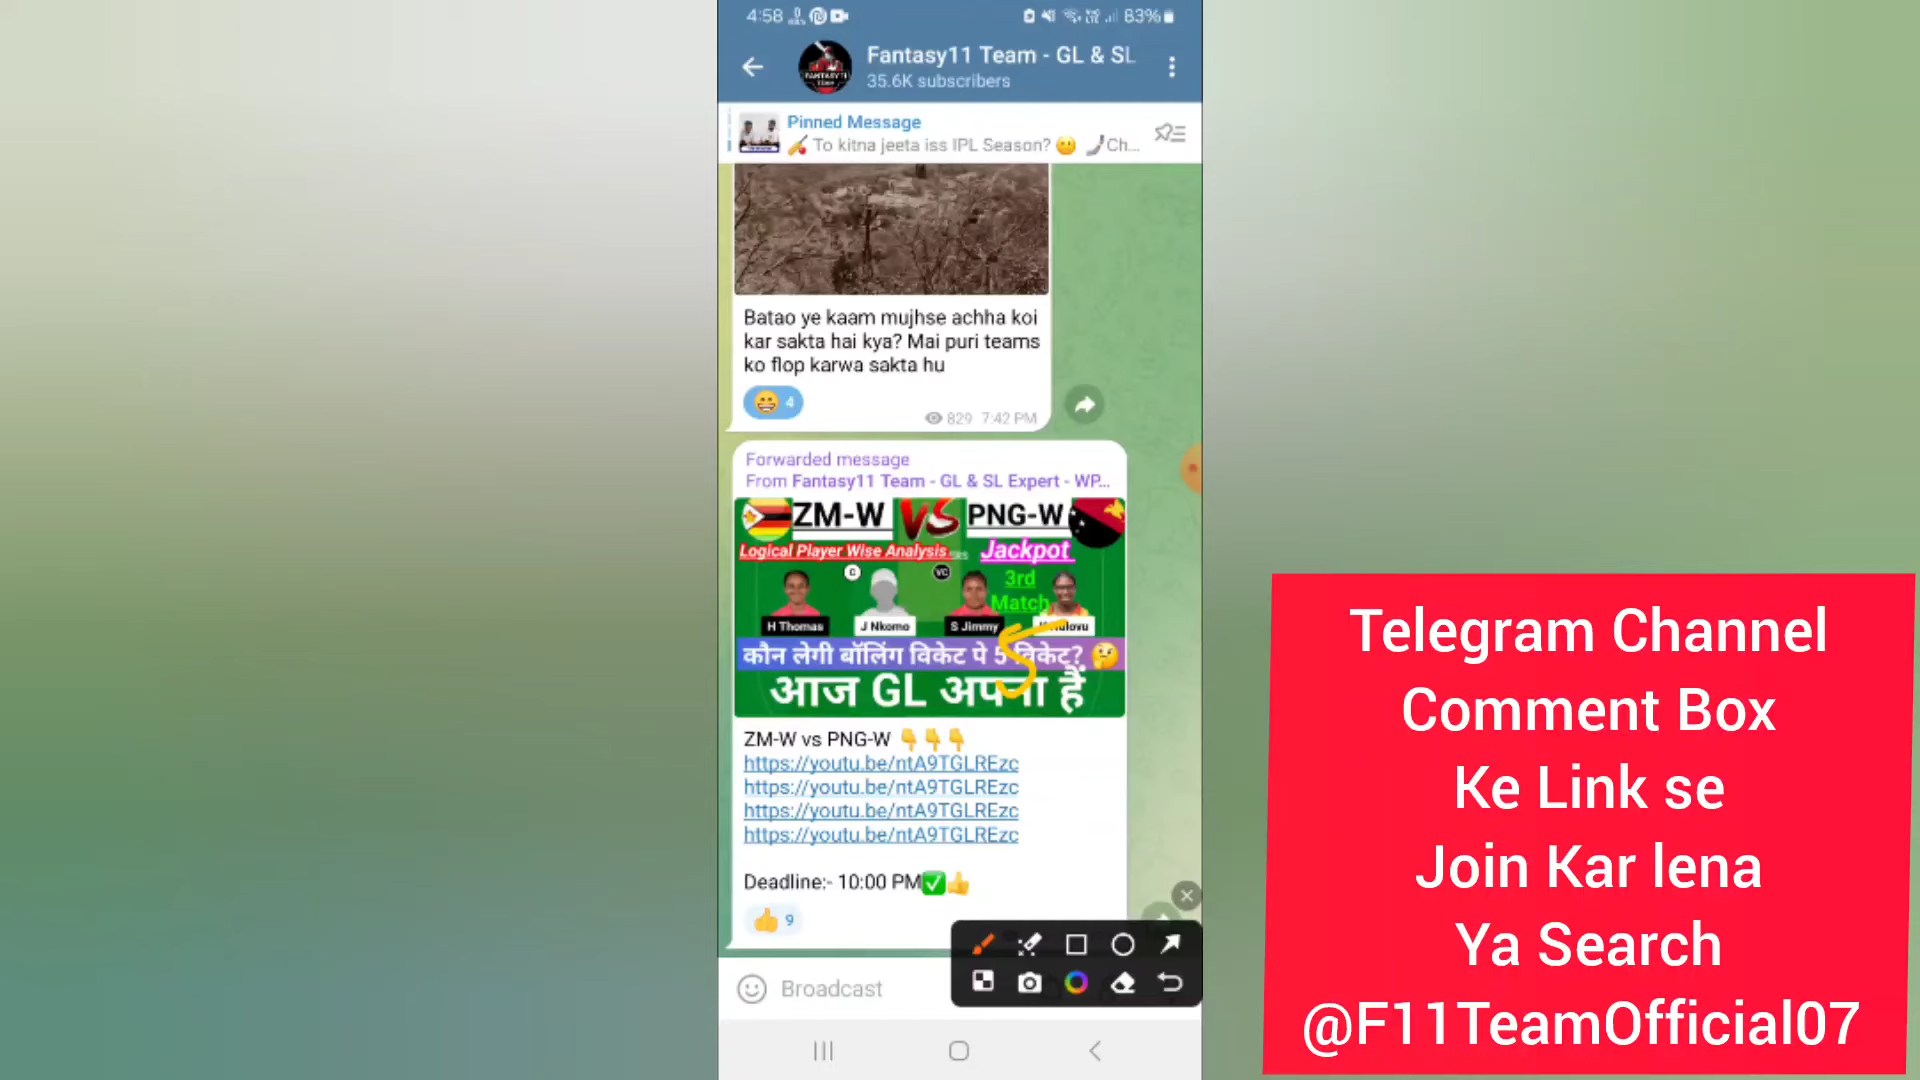 4:58
83%
Fantasy11 Team - GL & SL
35.6K subscribers
Pinned Message
🏏 To kitna jeeta iss IPL Season? 🙂 Ch...
Batao ye kaam mujhse achha koi
kar sakta hai kya? Mai puri teams
ko flop karwa sakta hu
😁 4
829 7:42 PM
Forwarded message
From Fantasy11 Team - GL & SL Expert - WP...
ZM-W VS PNG-W
Logical Player Wise Analysis
Jackpot
3rd
Match
C
VC
H Thomas
J Nkomo
S Jimmy
कौन लेगी बॉलिंग विकेट पे 5 विकेट? 🤔
आज GL अपना हैं
ZM-W vs PNG-W 👇👇👇
https://youtu.be/ntA9TGLREzc
https://youtu.be/ntA9TGLREzc
https://youtu.be/ntA9TGLREzc
https://youtu.be/ntA9TGLREzc
Deadline:- 10:00 PM✅👍
👍 9
Broadcast
Telegram Channel
Comment Box
Ke Link se
Join Kar lena
Ya Search
@F11TeamOfficial07